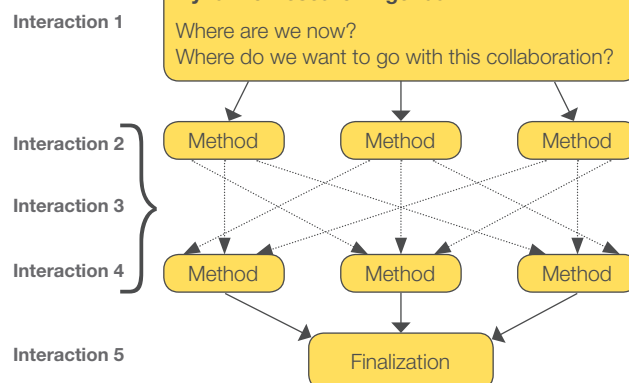 Interaction 1
Where are we now?
Where do we want to go with this collaboration?
Interaction 2
Method Method Method
Interaction 3
Interaction 4
Method Method Method
Interaction 5
Finalization